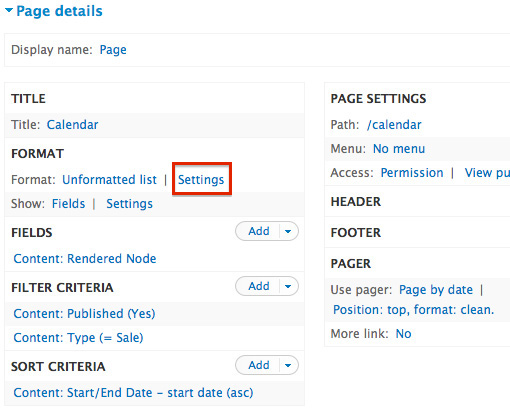 Page details
Display name: Page
TITLE
Title: Calendar
FORMAT
Format: Unformatted list | Settings
Show: Fields | Settings
FIELDS Add
Content: Rendered Node
FILTER CRITERIA Add
Content: Published (Yes)
Content: Type (= Sale)
SORT CRITERIA Add
Content: Start/End Date - start date (asc)
PAGE SETTINGS
Path: /calendar
Menu: No menu
Access: Permission | View pu
HEADER
FOOTER
PAGER
Use pager: Page by date |
Position: top, format: clean.
More link: No